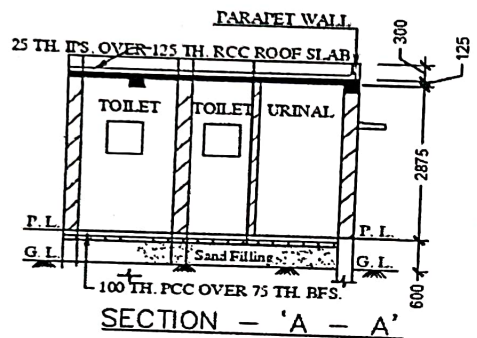 PARAPET WALL
25 TH. IPS. OVER 125 TH. RCC ROOF SLAB
300
125
TOILET TOILET URINAL
2875
P. L. P. L.
G. L. Sand Filling G. L.
600
100 TH. PCC OVER 75 TH. BFS.
SECTION - 'A - A'